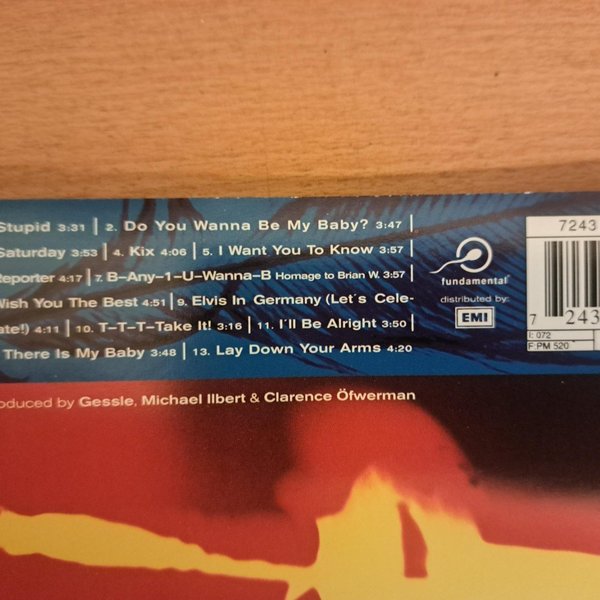 Stupid 3:31 | 2. Do You Wanna Be My Baby? 3:47 |
Saturday 3:53 | 4. Kix 4:06 | 5. I Want You To Know 3:57
Reporter 4:17 | 7. B–Any–1–U–Wanna–B Homage to Brian W. 3:57 |
Wish You The Best 4:51 | 9. Elvis In Germany (Let´s Cele-
ate!) 4:11 | 10. T–T–T–Take It! 3:16 | 11. I´ll Be Alright 3:50 |
There Is My Baby 3:48 | 13. Lay Down Your Arms 4:20
oduced by Gessle, Michael Ilbert & Clarence Öfwerman
fundamental
distributed by:
EMI
7243
7 243
I: 072
F: PM 520